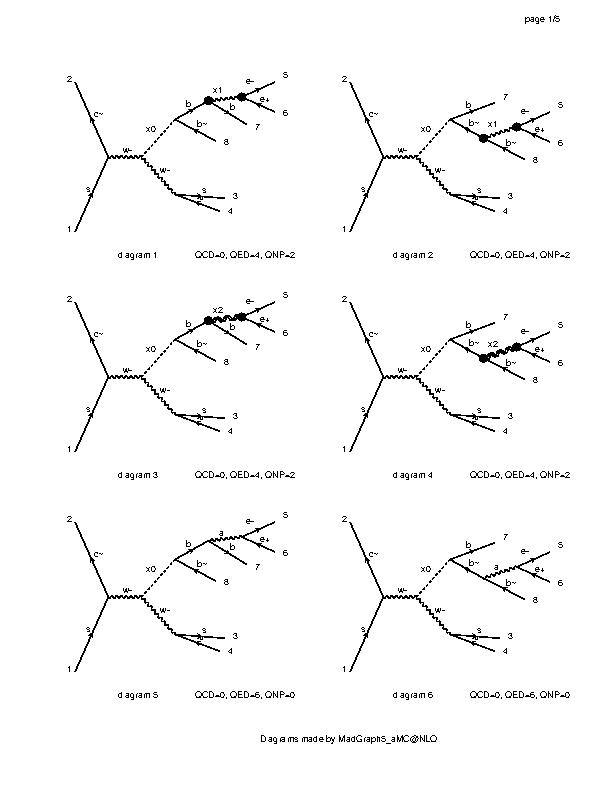 page 1/5
2 c~ s 1 w- x0 b x1 e- 5 e+ 6 b 7 b~ 8 w- s 3 4
diagram 1 QCD=0, QED=4, QNP=2
2 c~ s 1 w- x0 b 7 b~ x1 e- 5 e+ 6 b~ 8 w- s 3 4
diagram 2 QCD=0, QED=4, QNP=2
2 c~ s 1 w- x0 b x2 e- 5 e+ 6 b 7 b~ 8 w- s 3 4
diagram 3 QCD=0, QED=4, QNP=2
2 c~ s 1 w- x0 b 7 b~ x2 e- 5 e+ 6 b~ 8 w- s 3 4
diagram 4 QCD=0, QED=4, QNP=2
2 c~ s 1 w- x0 b a e- 5 e+ 6 b 7 b~ 8 w- s 3 4
diagram 5 QCD=0, QED=6, QNP=0
2 c~ s 1 w- x0 b 7 b~ a e- 5 e+ 6 b~ 8 w- s 3 4
diagram 6 QCD=0, QED=6, QNP=0
Diagrams made by MadGraph5_aMC@NLO